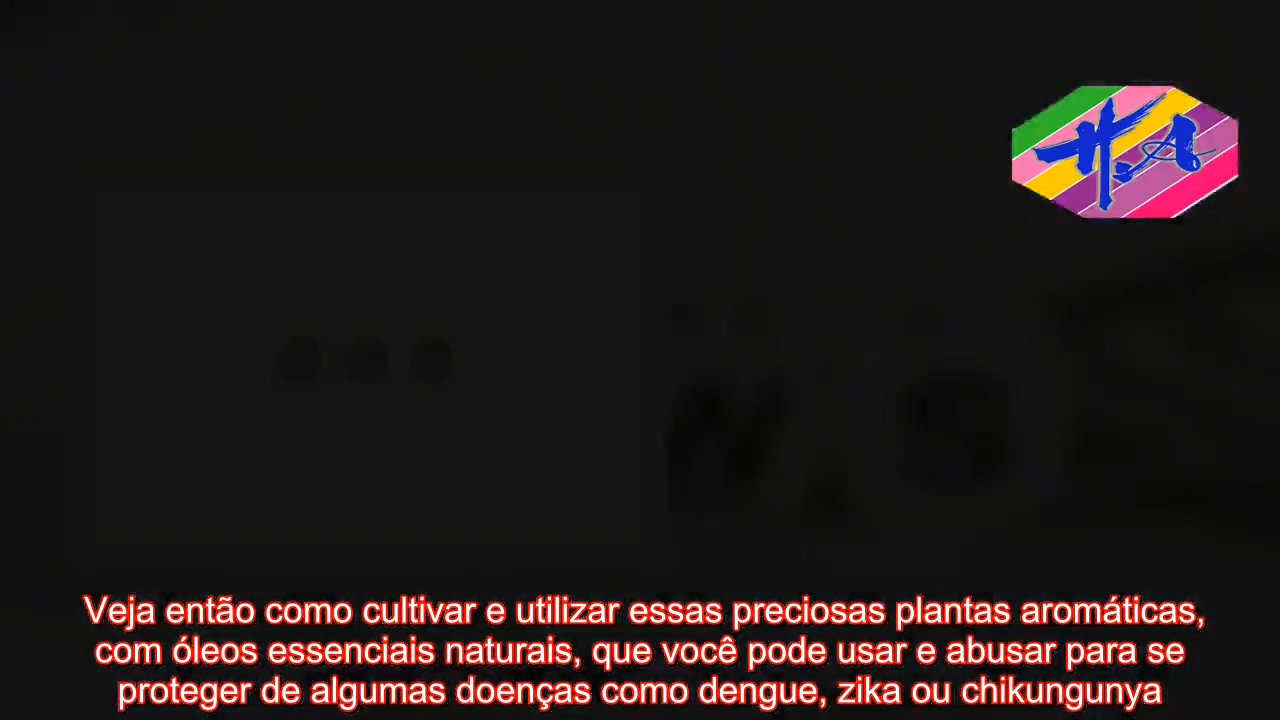 H.A
Veja então como cultivar e utilizar essas preciosas plantas aromáticas,
com óleos essenciais naturais, que você pode usar e abusar para se
proteger de algumas doenças como dengue, zika ou chikungunya